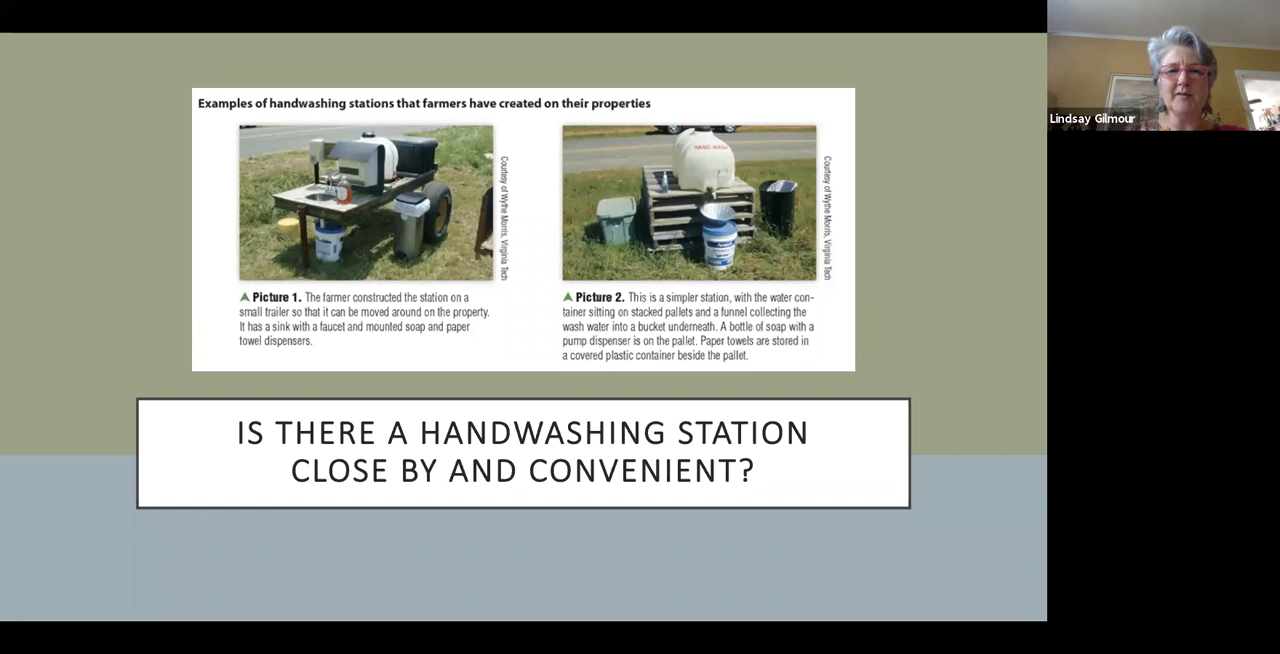 Examples of handwashing stations that farmers have created on their properties
HAND WASH
Courtesy of Wythe Morris, Virginia Tech
Courtesy of Wythe Morris, Virginia Tech
Picture 1. The farmer constructed the station on a
small trailer so that it can be moved around on the property.
It has a sink with a faucet and mounted soap and paper
towel dispensers.
Picture 2. This is a simpler station, with the water con-
tainer sitting on stacked pallets and a funnel collecting the
wash water into a bucket underneath. A bottle of soap with a
pump dispenser is on the pallet. Paper towels are stored in
a covered plastic container beside the pallet.
IS THERE A HANDWASHING STATION
CLOSE BY AND CONVENIENT?
Lindsay Gilmour